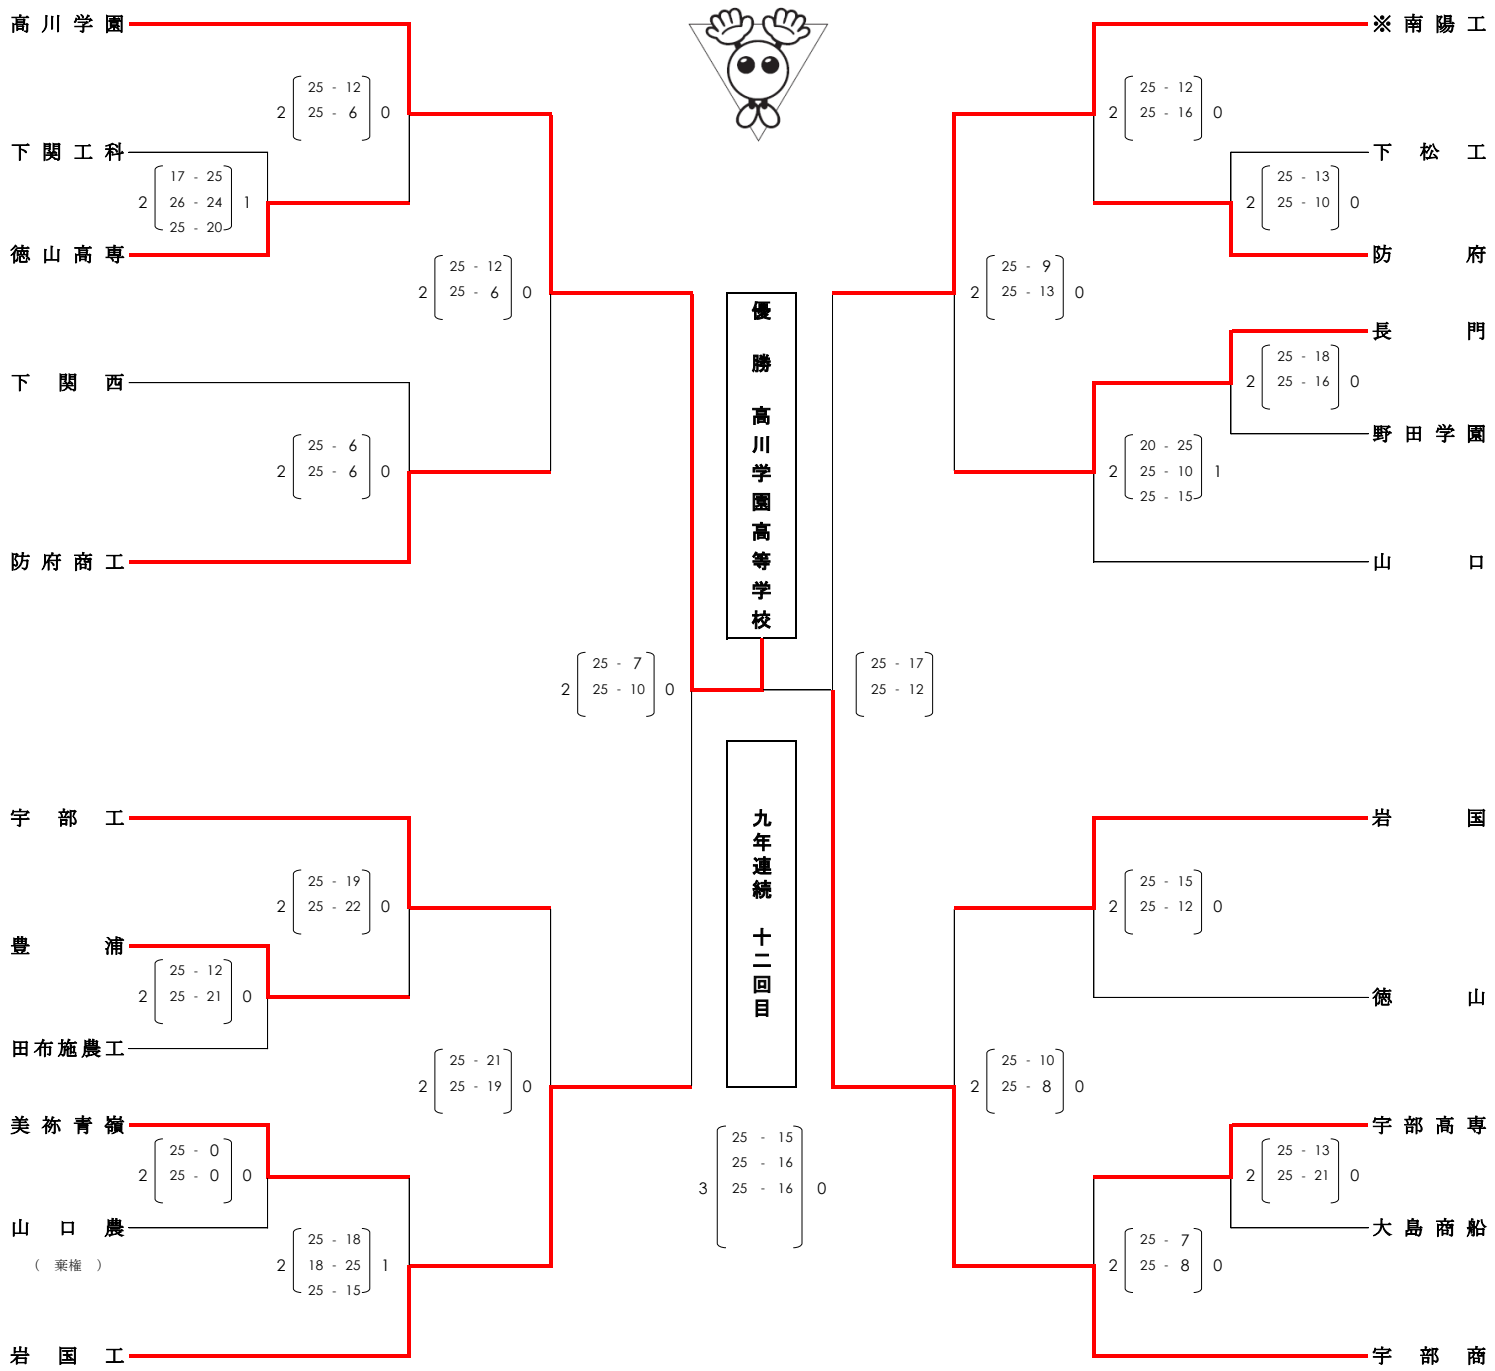 高川学園
25 - 12
2 25 - 6 0
下関工科
17 - 25
2 26 - 24 1
25 - 20
徳山高専
25 - 12
2 25 - 6 0
下関西
25 - 6
2 25 - 6 0
防府商工
25 - 7
2 25 - 10 0
宇部工
25 - 19
2 25 - 22 0
豊浦
25 - 12
2 25 - 21 0
田布施農工
25 - 21
2 25 - 19 0
美祢青嶺
25 - 0
2 25 - 0 0
山口農
(棄権)
25 - 18
2 18 - 25 1
25 - 15
岩国工
優勝 高川学園高等学校
九年連続 十二回目
25 - 15
25 - 16
3 25 - 16 0
※南陽工
25 - 12
2 25 - 16 0
下松工
25 - 13
2 25 - 10 0
防府
25 - 9
2 25 - 13 0
長門
25 - 18
2 25 - 16 0
野田学園
20 - 25
2 25 - 10 1
25 - 15
山口
25 - 17
25 - 12
岩国
25 - 15
2 25 - 12 0
徳山
25 - 10
2 25 - 8 0
宇部高専
25 - 13
2 25 - 21 0
大島商船
25 - 7
2 25 - 8 0
宇部商